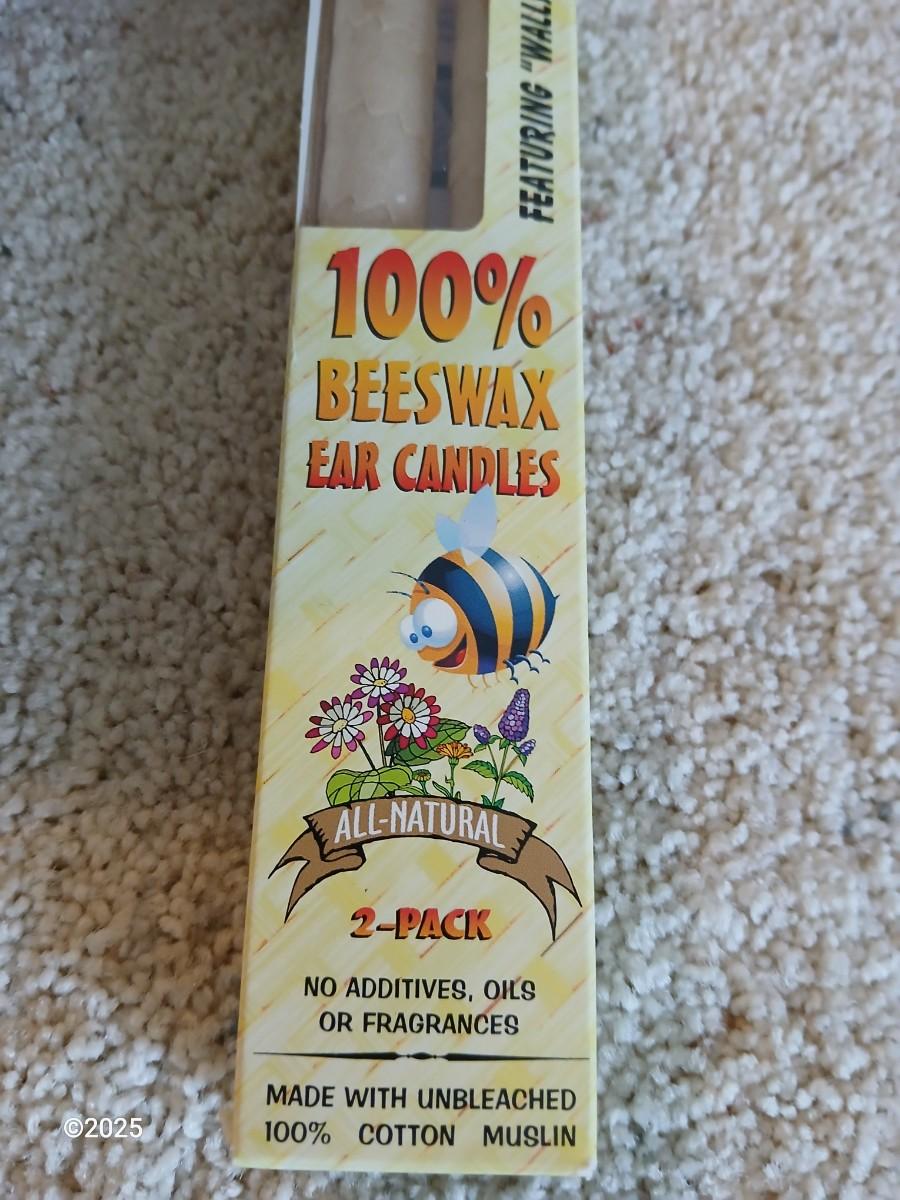 FEATURING
100%
BEESWAX
EAR CANDLES
ALL-NATURAL
2-PACK
NO ADDITIVES, OILS
OR FRAGRANCES
MADE WITH UNBLEACHED
100% COTTON MUSLIN
©2025